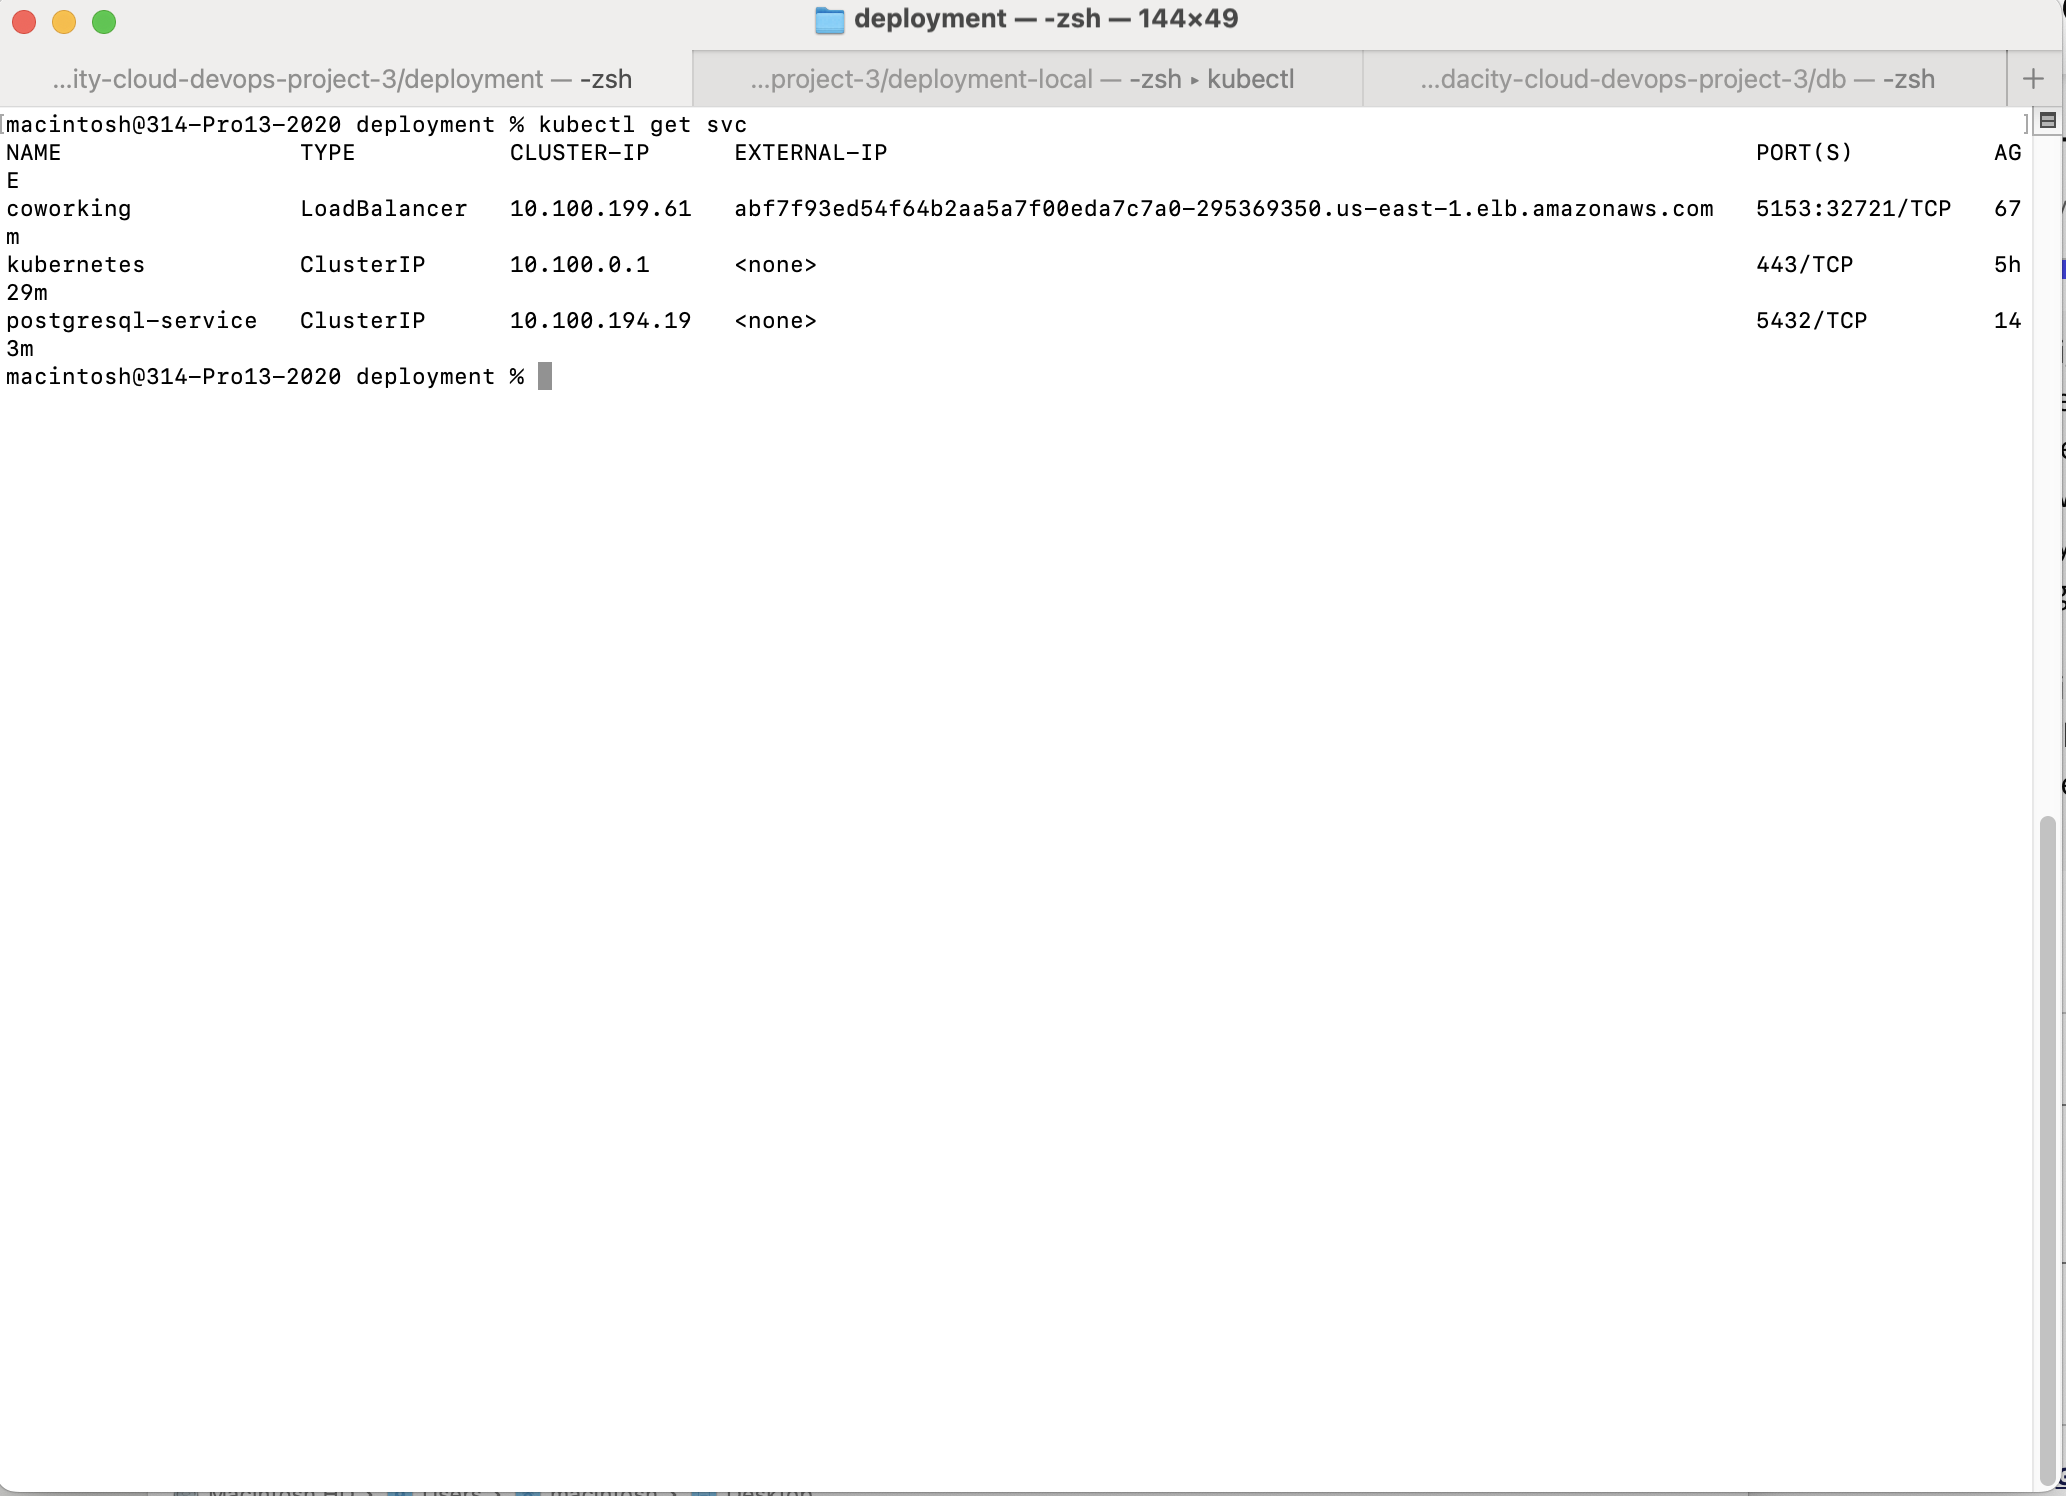 deployment — -zsh — 144×49
...ity-cloud-devops-project-3/deployment — -zsh
...project-3/deployment-local — -zsh ▸ kubectl
...dacity-cloud-devops-project-3/db — -zsh
+
[macintosh@314-Pro13-2020 deployment % kubectl get svc ]
NAME TYPE CLUSTER-IP EXTERNAL-IP PORT(S) AG
E
coworking LoadBalancer 10.100.199.61 abf7f93ed54f64b2aa5a7f00eda7c7a0-295369350.us-east-1.elb.amazonaws.com 5153:32721/TCP 67
m
kubernetes ClusterIP 10.100.0.1 <none> 443/TCP 5h
29m
postgresql-service ClusterIP 10.100.194.19 <none> 5432/TCP 14
3m
macintosh@314-Pro13-2020 deployment %